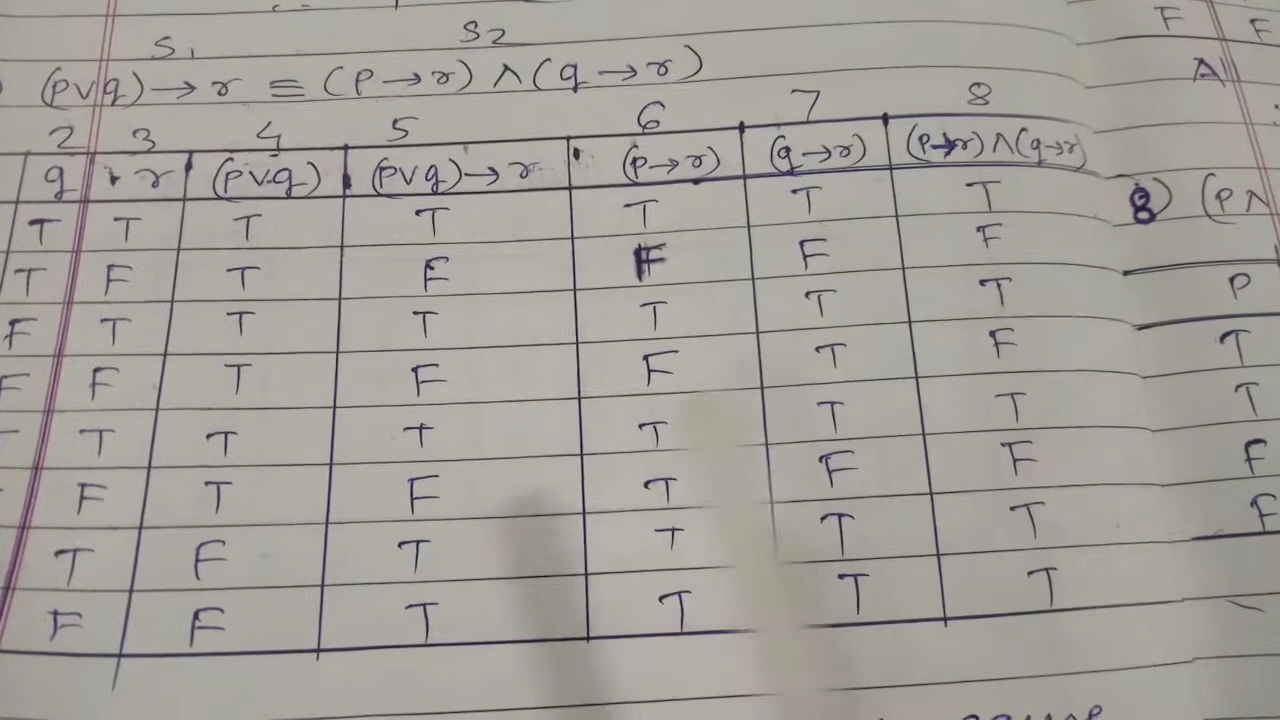 S1 S2
(p∨q) → r ≡ (p → r) ∧ (q → r)
2 3 4 5 6 7 8
q r (p∨q) (p∨q) → r (p → r) (q → r) (p→r) ∧ (q→r)
T T T T T T T
T F T F F F F
F T T T T T T
F F T F F T F
T T T T T T
F T F T F F
T F T T T T
F F T T T T
F F
A
8) (p∧
P
T
T
F
F